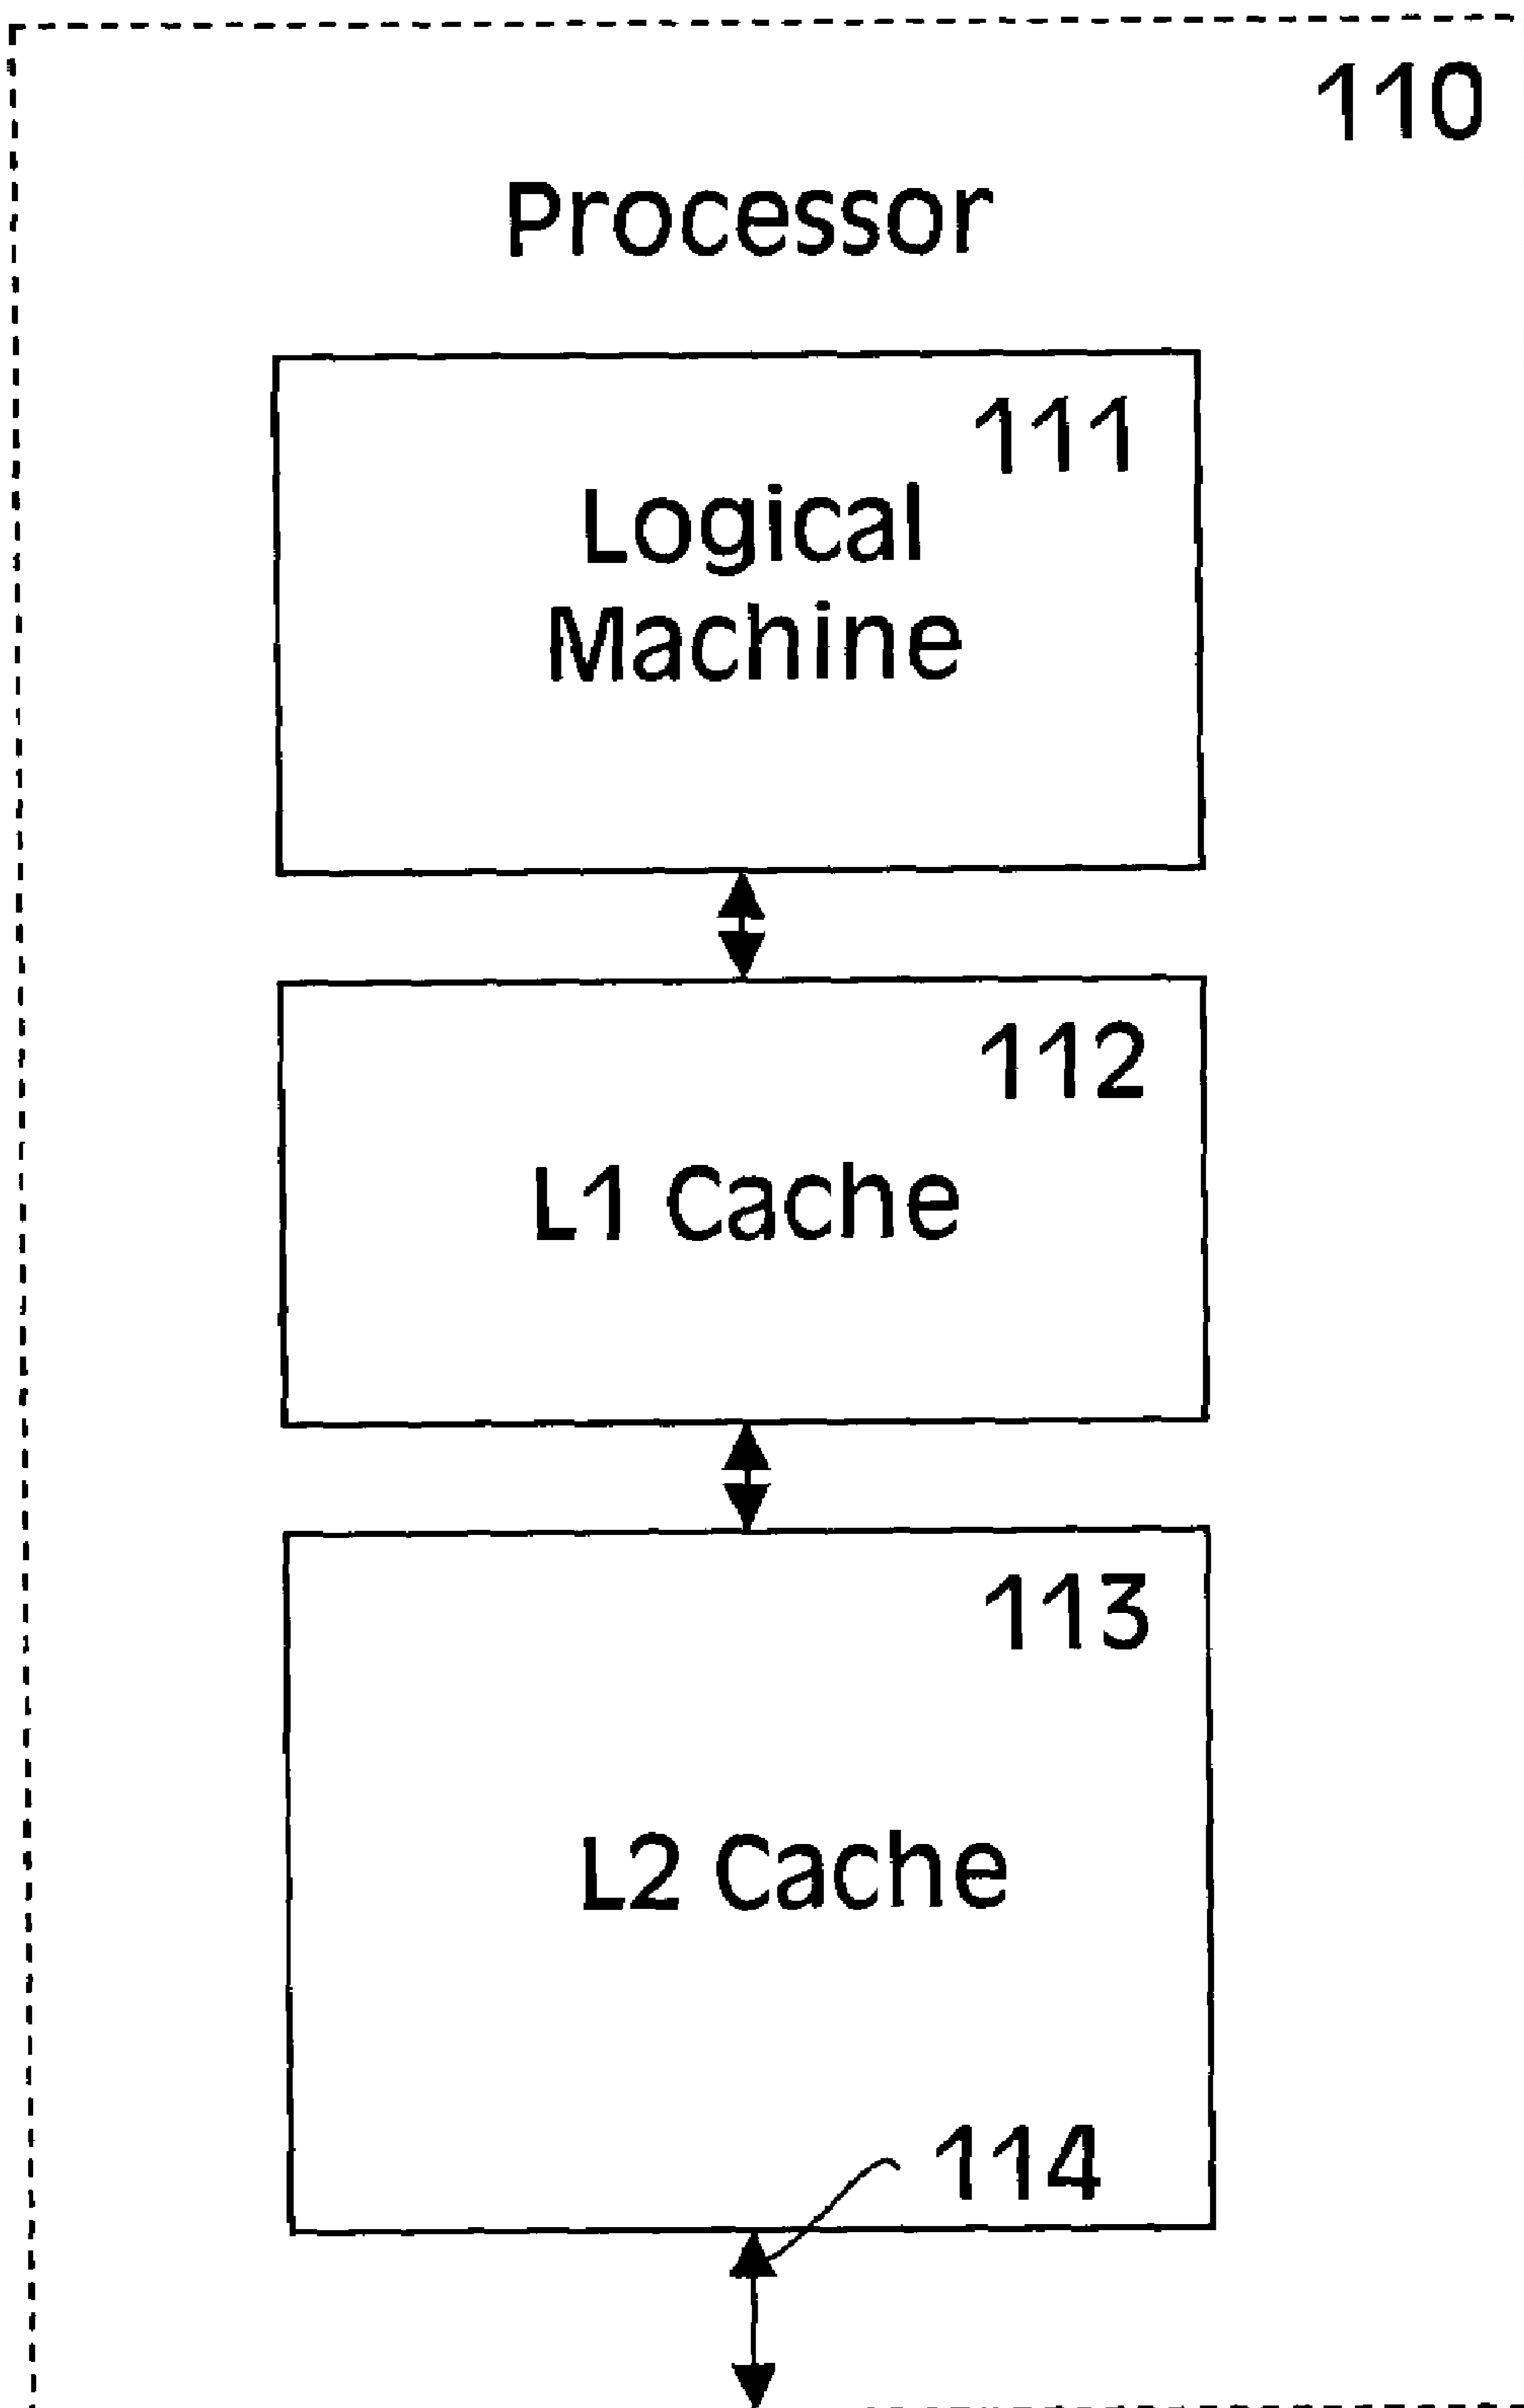 110
Processor
111
Logical
Machine
112
L1 Cache
113
L2 Cache
114